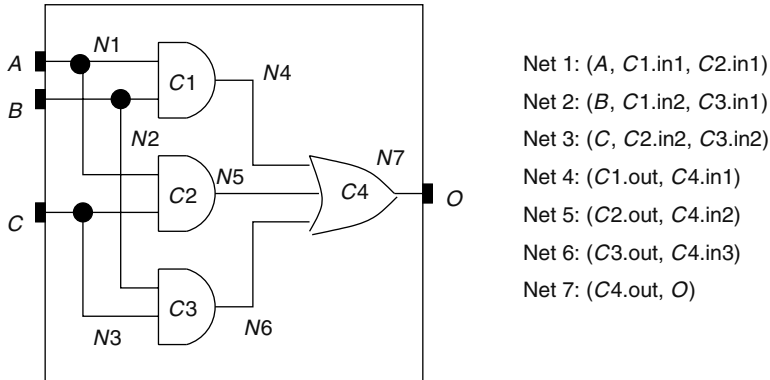 A
B
C
N1
N2
N3
C1
C2
C3
N4
N5
N6
C4
N7
O
Net 1: (A, C1.in1, C2.in1)
Net 2: (B, C1.in2, C3.in1)
Net 3: (C, C2.in2, C3.in2)
Net 4: (C1.out, C4.in1)
Net 5: (C2.out, C4.in2)
Net 6: (C3.out, C4.in3)
Net 7: (C4.out, O)